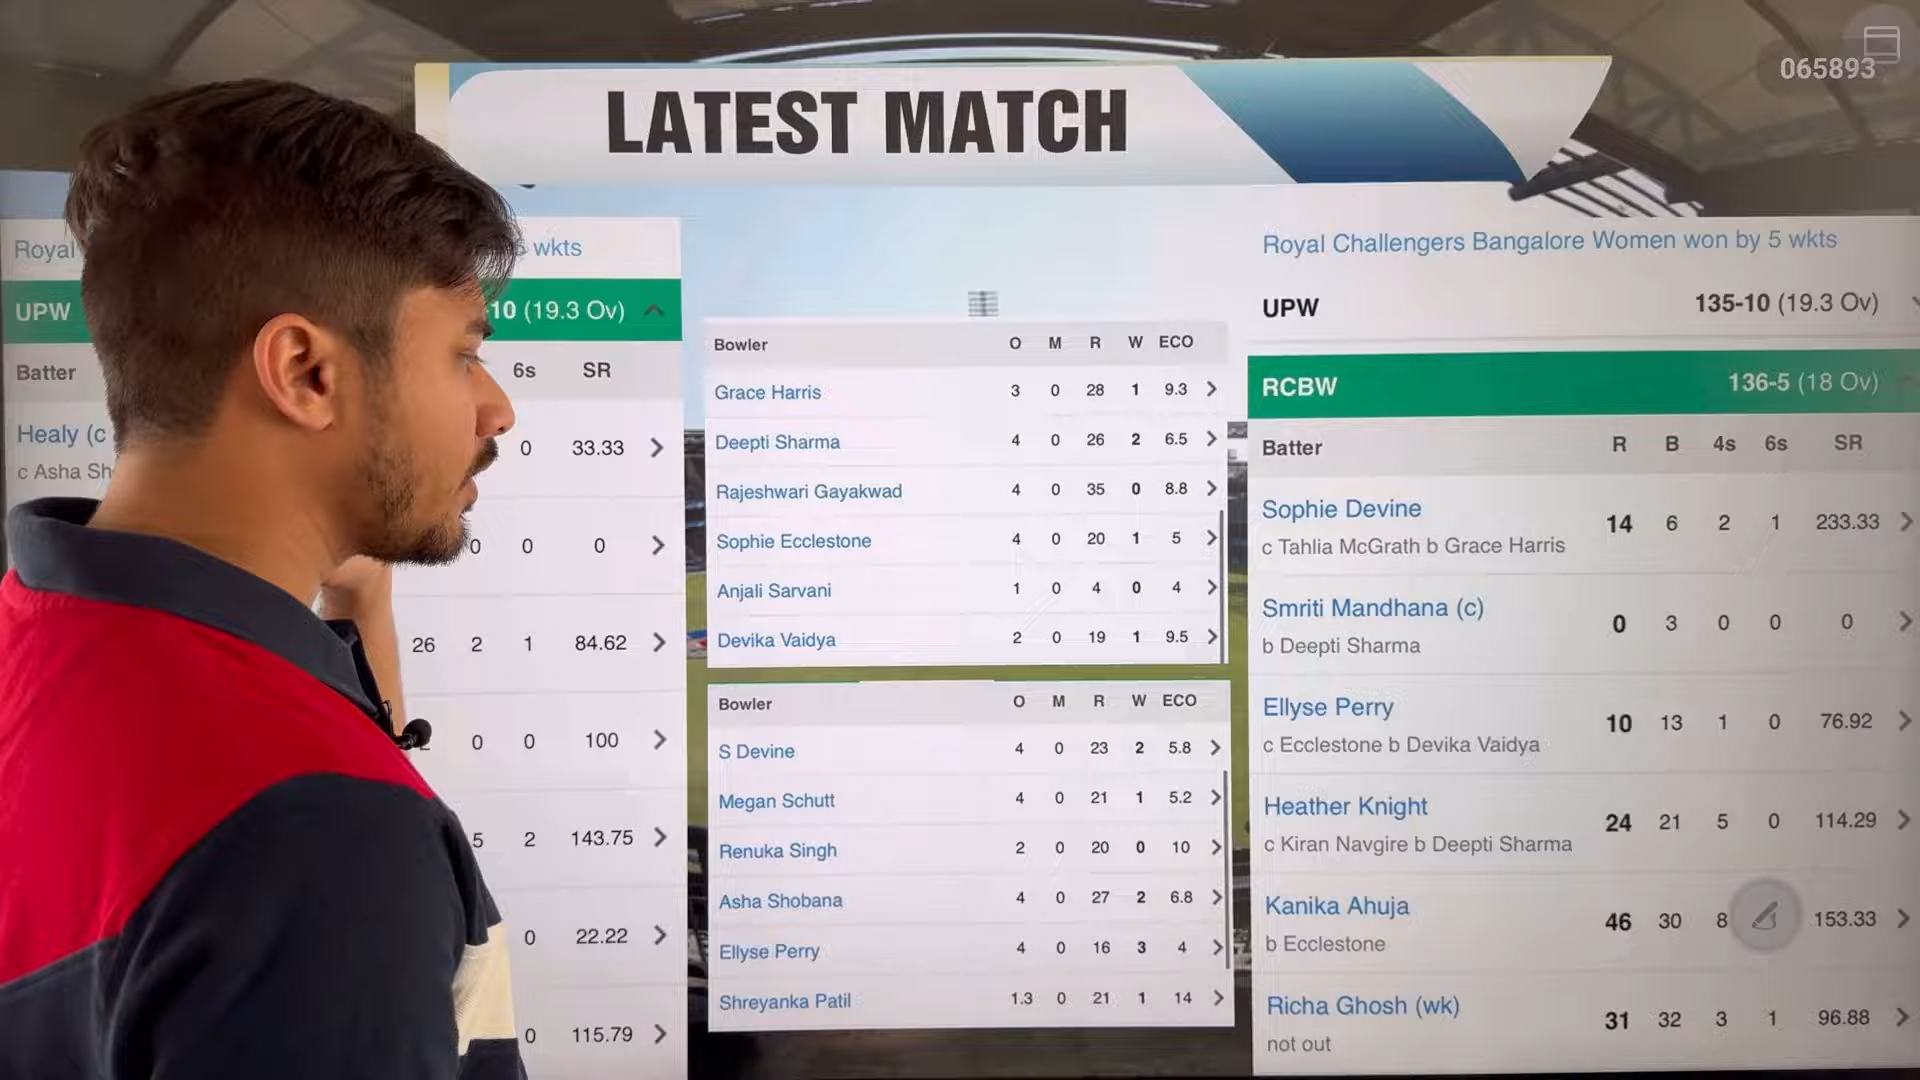 065893
LATEST MATCH
Royal
wkts
UPW
10 (19.3 Ov)
Batter 6s SR
Healy (c
c Asha Sh
0 33.33
0 0 0
26 2 1 84.62
0 0 100
5 2 143.75
0 22.22
0 115.79
Bowler O M R W ECO
Grace Harris 3 0 28 1 9.3
Deepti Sharma 4 0 26 2 6.5
Rajeshwari Gayakwad 4 0 35 0 8.8
Sophie Ecclestone 4 0 20 1 5
Anjali Sarvani 1 0 4 0 4
Devika Vaidya 2 0 19 1 9.5
Bowler O M R W ECO
S Devine 4 0 23 2 5.8
Megan Schutt 4 0 21 1 5.2
Renuka Singh 2 0 20 0 10
Asha Shobana 4 0 27 2 6.8
Ellyse Perry 4 0 16 3 4
Shreyanka Patil 1.3 0 21 1 14
Royal Challengers Bangalore Women won by 5 wkts
UPW 135-10 (19.3 Ov)
RCBW 136-5 (18 Ov)
Batter R B 4s 6s SR
Sophie Devine 14 6 2 1 233.33
c Tahlia McGrath b Grace Harris
Smriti Mandhana (c) 0 3 0 0 0
b Deepti Sharma
Ellyse Perry 10 13 1 0 76.92
c Ecclestone b Devika Vaidya
Heather Knight 24 21 5 0 114.29
c Kiran Navgire b Deepti Sharma
Kanika Ahuja 46 30 8 153.33
b Ecclestone
Richa Ghosh (wk) 31 32 3 1 96.88
not out